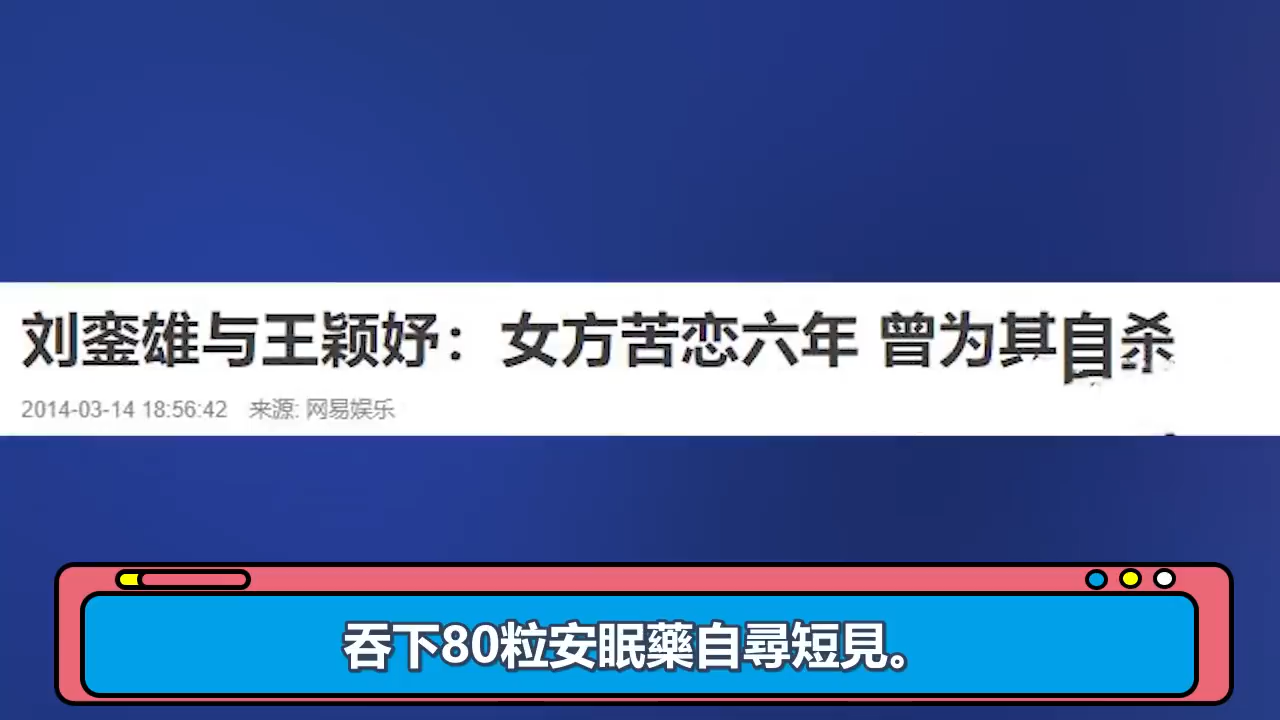 刘銮雄与王颖妤：女方苦恋六年 曾为其自杀
2014-03-14 18:56:42 来源: 网易娱乐
吞下80粒安眠藥自尋短見。